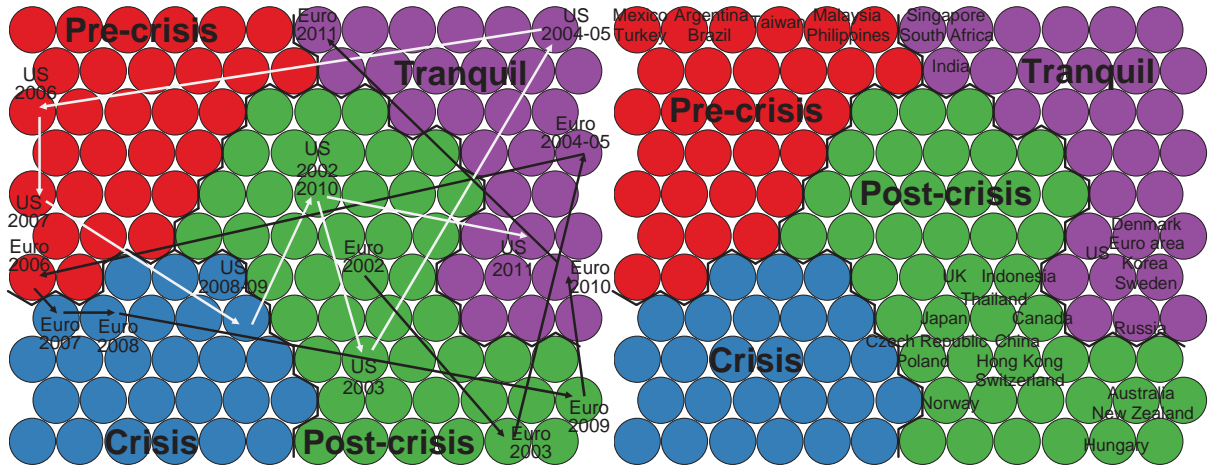 Pre-crisis
Euro
2011
US
2004-05
Tranquil
US
2006
Euro
2004-05
US
2002
2010
US
2007
Euro
2006
US
2008-09
Euro
2002
US
2011
Euro
2010
Euro
2007
Euro
2008
US
2003
Euro
2009
Crisis
Post-crisis
Euro
2003
Mexico
Turkey
Argentina
Brazil
Taiwan
Malaysia
Philippines
Singapore
South Africa
India
Tranquil
Pre-crisis
Post-crisis
Denmark
Euro area
US
Korea
Sweden
UK
Indonesia
Thailand
Japan
Canada
Russia
Czech Republic
Poland
China
Hong Kong
Switzerland
Crisis
Norway
Australia
New Zealand
Hungary